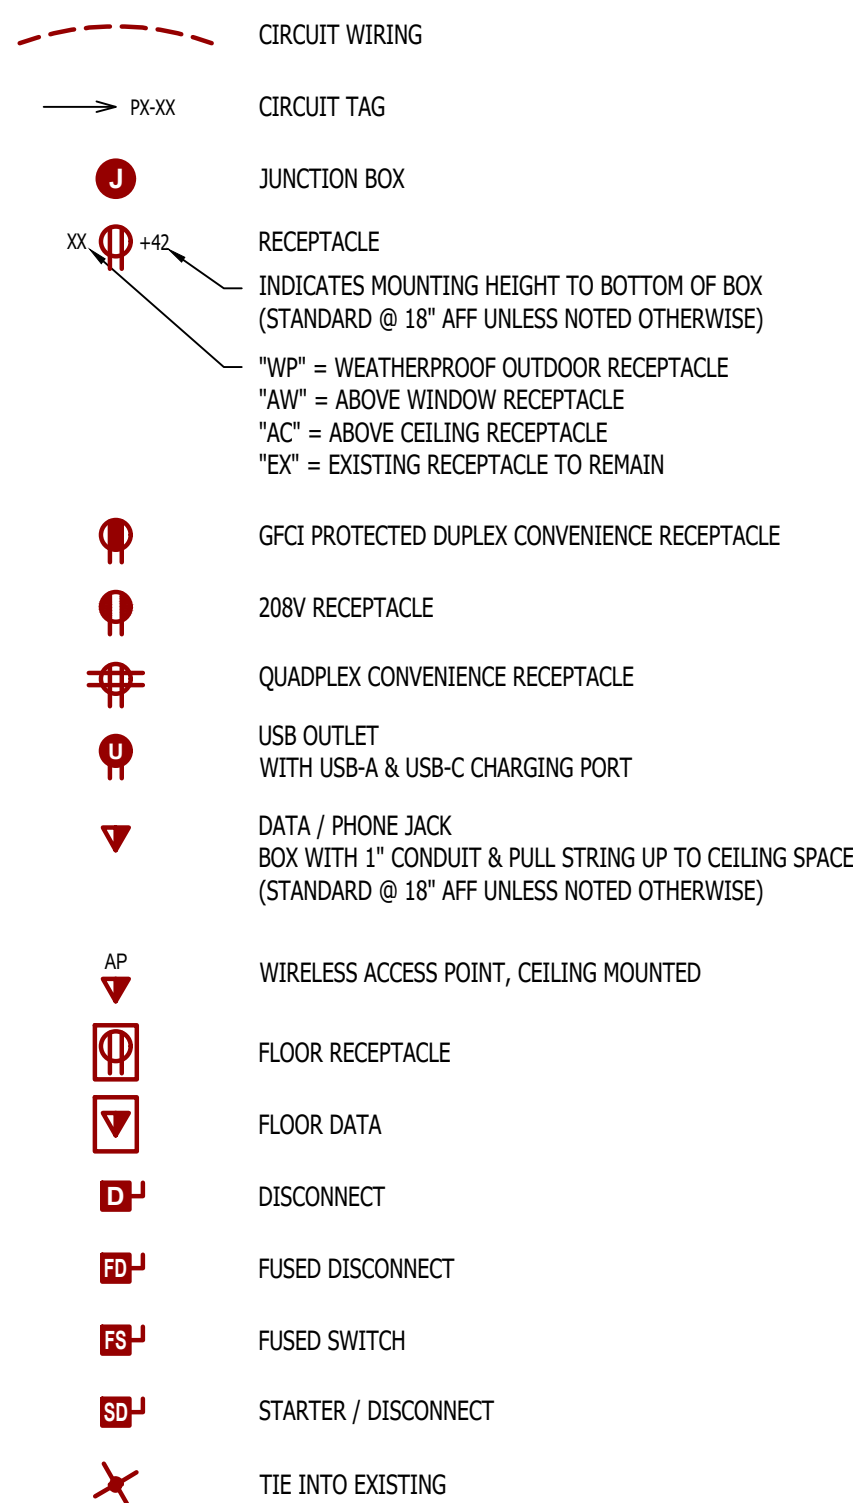 CIRCUIT WIRING
PX-XX CIRCUIT TAG
J JUNCTION BOX
XX +42 RECEPTACLE
INDICATES MOUNTING HEIGHT TO BOTTOM OF BOX
(STANDARD @ 18" AFF UNLESS NOTED OTHERWISE)
"WP" = WEATHERPROOF OUTDOOR RECEPTACLE
"AW" = ABOVE WINDOW RECEPTACLE
"AC" = ABOVE CEILING RECEPTACLE
"EX" = EXISTING RECEPTACLE TO REMAIN
GFCI PROTECTED DUPLEX CONVENIENCE RECEPTACLE
208V RECEPTACLE
QUADPLEX CONVENIENCE RECEPTACLE
USB OUTLET
U WITH USB-A & USB-C CHARGING PORT
DATA / PHONE JACK
BOX WITH 1" CONDUIT & PULL STRING UP TO CEILING SPACE
(STANDARD @ 18" AFF UNLESS NOTED OTHERWISE)
AP WIRELESS ACCESS POINT, CEILING MOUNTED
FLOOR RECEPTACLE
FLOOR DATA
D DISCONNECT
FD FUSED DISCONNECT
FS FUSED SWITCH
SD STARTER / DISCONNECT
TIE INTO EXISTING